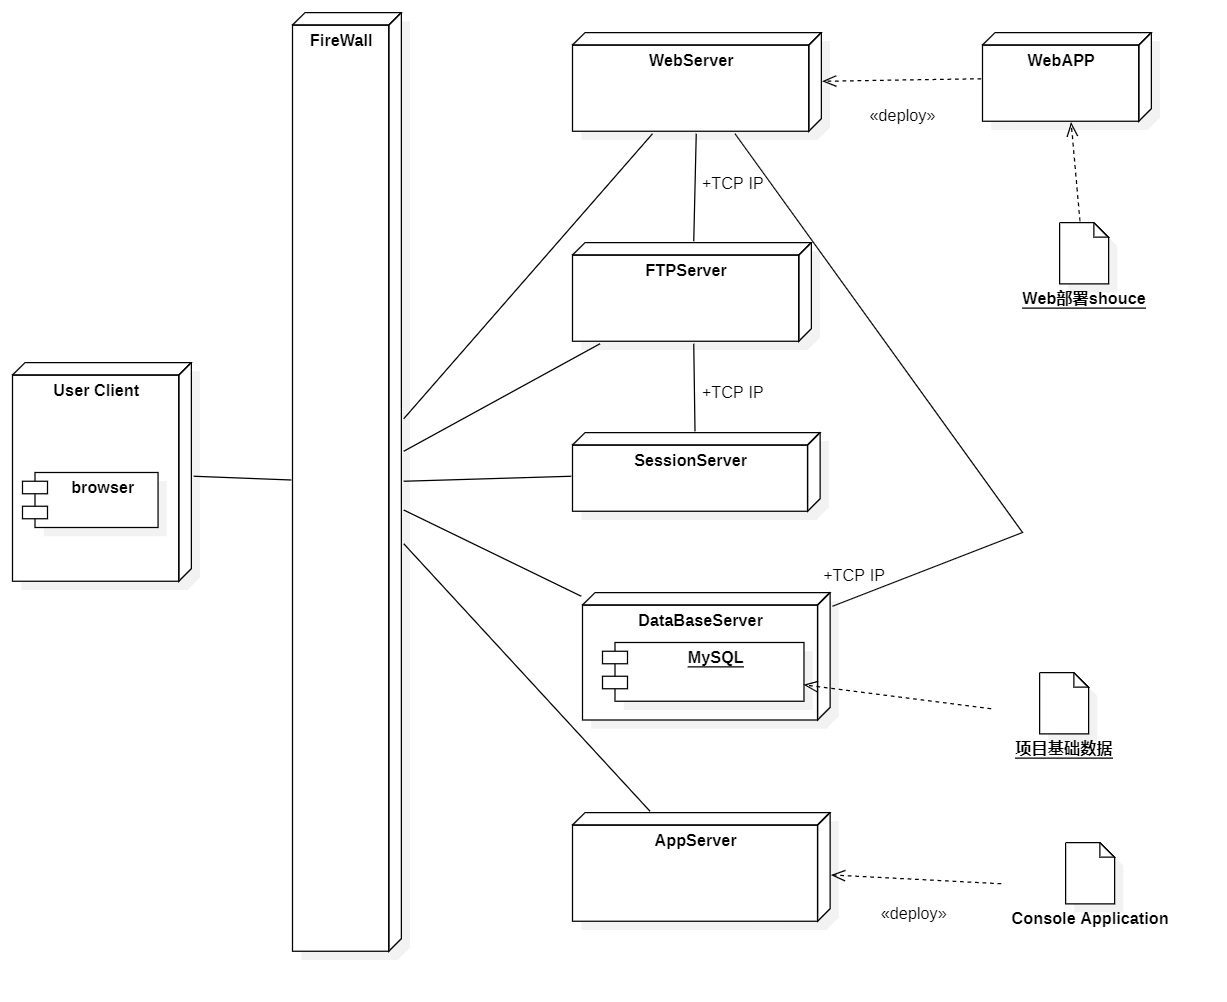 FireWall
WebServer
WebAPP
«deploy»
+TCP IP
FTPServer
Web部署shouce
User Client
browser
+TCP IP
SessionServer
+TCP IP
DataBaseServer
MySQL
项目基础数据
AppServer
«deploy»
Console Application